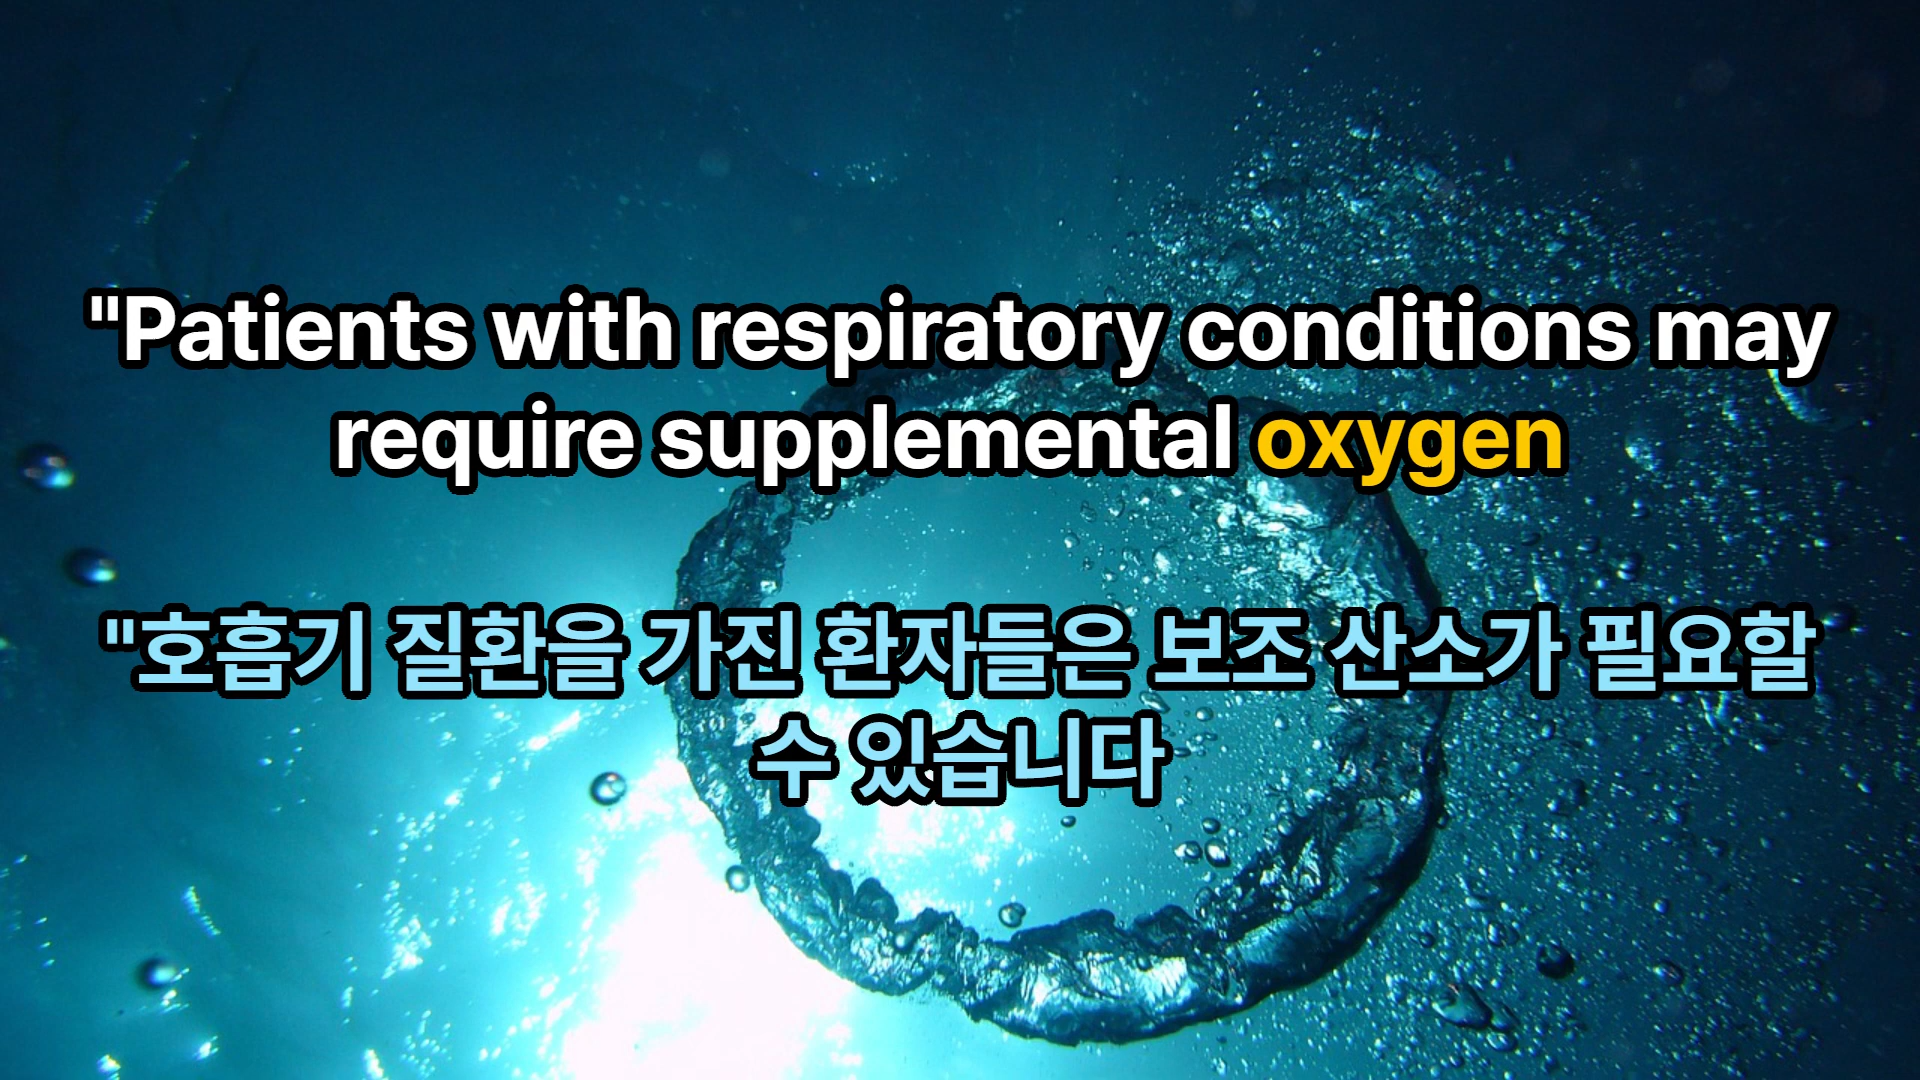 "Patients with respiratory conditions may
require supplemental oxygen
"호흡기 질환을 가진 환자들은 보조 산소가 필요할
수 있습니다